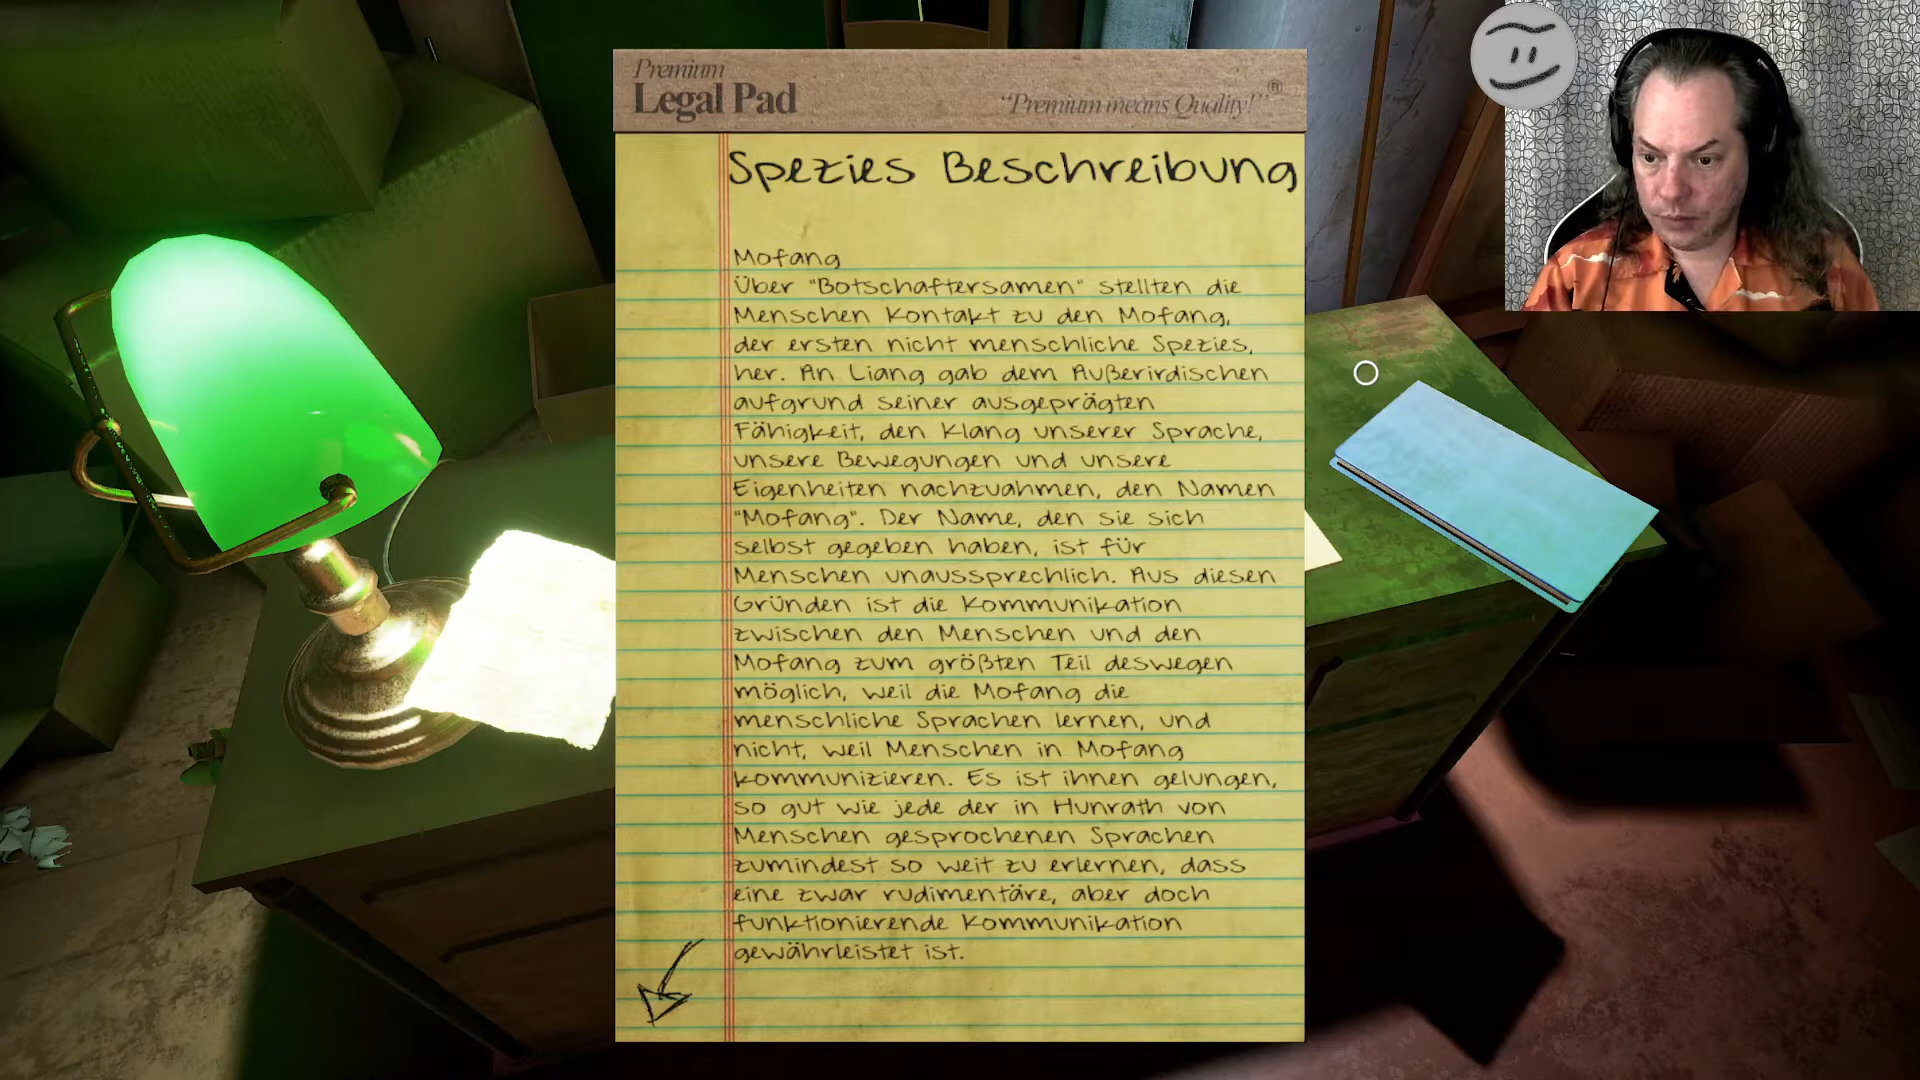 Premium
Legal Pad
"Premium means Quality!" ®
Spezies Beschreibung
Mofang
Über "Botschaftersamen" stellten die
Menschen Kontakt zu den Mofang,
der ersten nicht menschliche Spezies,
her. An Liang gab dem Außerirdischen
aufgrund seiner ausgeprägten
Fähigkeit, den Klang unserer Sprache,
unsere Bewegungen und unsere
Eigenheiten nachzuahmen, den Namen
"Mofang". Der Name, den sie sich
selbst gegeben haben, ist für
Menschen unaussprechlich. Aus diesen
Gründen ist die Kommunikation
zwischen den Menschen und den
Mofang zum größten Teil deswegen
möglich, weil die Mofang die
menschliche Sprachen lernen, und
nicht, weil Menschen in Mofang
kommunizieren. Es ist ihnen gelungen,
so gut wie jede der in Hunrath von
Menschen gesprochenen Sprachen
zumindest so weit zu erlernen, dass
eine zwar rudimentäre, aber doch
funktionierende Kommunikation
gewährleistet ist.